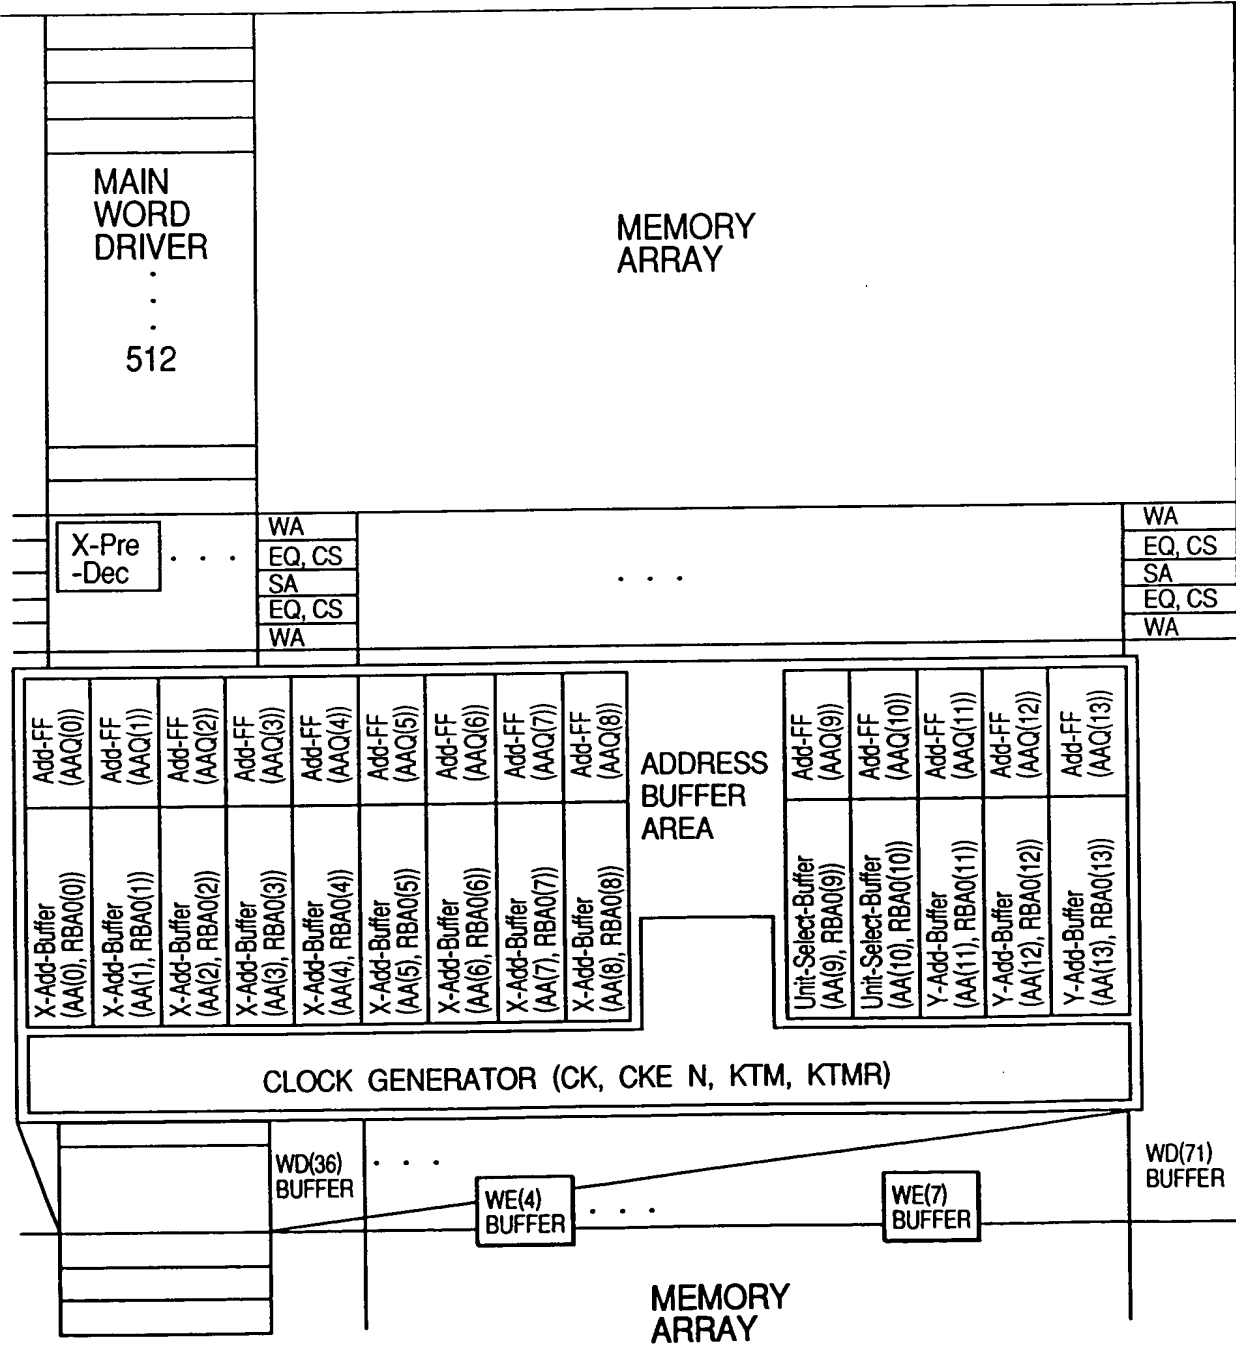 MAIN
WORD
DRIVER
512
MEMORY
ARRAY
X-Pre
-Dec
. . .
WA
EQ, CS
SA
EQ, CS
WA
. . .
WA
EQ, CS
SA
EQ, CS
WA
Add-FF
(AAQ(0))
Add-FF
(AAQ(1))
Add-FF
(AAQ(2))
Add-FF
(AAQ(3))
Add-FF
(AAQ(4))
Add-FF
(AAQ(5))
Add-FF
(AAQ(6))
Add-FF
(AAQ(7))
Add-FF
(AAQ(8))
ADDRESS
BUFFER
AREA
Add-FF
(AAQ(9))
Add-FF
(AAQ(10))
Add-FF
(AAQ(11))
Add-FF
(AAQ(12))
Add-FF
(AAQ(13))
X-Add-Buffer
(AA(0), RBA0(0))
X-Add-Buffer
(AA(1), RBA0(1))
X-Add-Buffer
(AA(2), RBA0(2))
X-Add-Buffer
(AA(3), RBA0(3))
X-Add-Buffer
(AA(4), RBA0(4))
X-Add-Buffer
(AA(5), RBA0(5))
X-Add-Buffer
(AA(6), RBA0(6))
X-Add-Buffer
(AA(7), RBA0(7))
X-Add-Buffer
(AA(8), RBA0(8))
Unit-Select-Buffer
(AA(9), RBA0(9))
Unit-Select-Buffer
(AA(10), RBA0(10))
Y-Add-Buffer
(AA(11), RBA0(11))
Y-Add-Buffer
(AA(12), RBA0(12))
Y-Add-Buffer
(AA(13), RBA0(13))
CLOCK GENERATOR (CK, CKE N, KTM, KTMR)
WD(36)
BUFFER
. . .
WE(4)
BUFFER
. . .
WE(7)
BUFFER
WD(71)
BUFFER
MEMORY
ARRAY